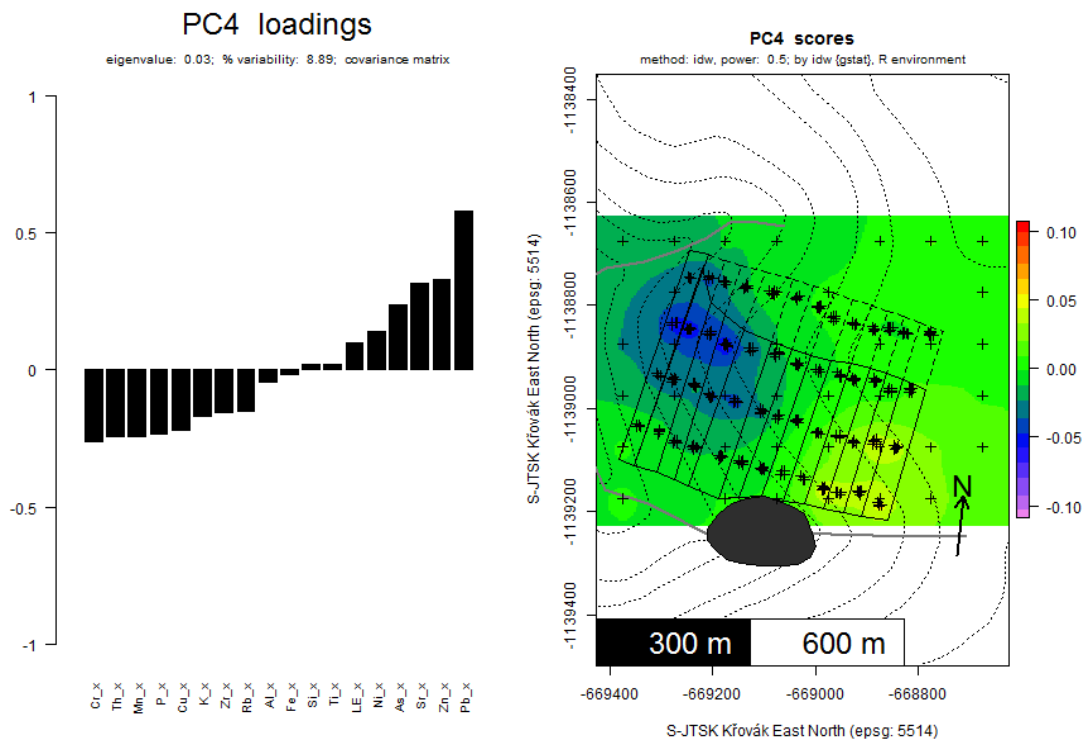 PC4 loadings
eigenvalue: 0.03; % variability: 8.89; covariance matrix
1
0.5
0
-0.5
-1
Cr_x
Th_x
Mn_x
P_x
Cu_x
K_x
Zr_x
Rb_x
Al_x
Fe_x
Si_x
Ti_x
LE_x
Ni_x
As_x
Sr_x
Zn_x
Pb_x
PC4 scores
method: idw, power: 0.5; by idw {gstat}, R environment
S-JTSK Křovák East North (epsg: 5514)
-1138400
-1138600
-1138800
-1139000
-1139200
-1139400
N
300 m 600 m
-669400 -669200 -669000 -668800
S-JTSK Křovák East North (epsg: 5514)
0.10
0.05
0.00
-0.05
-0.10